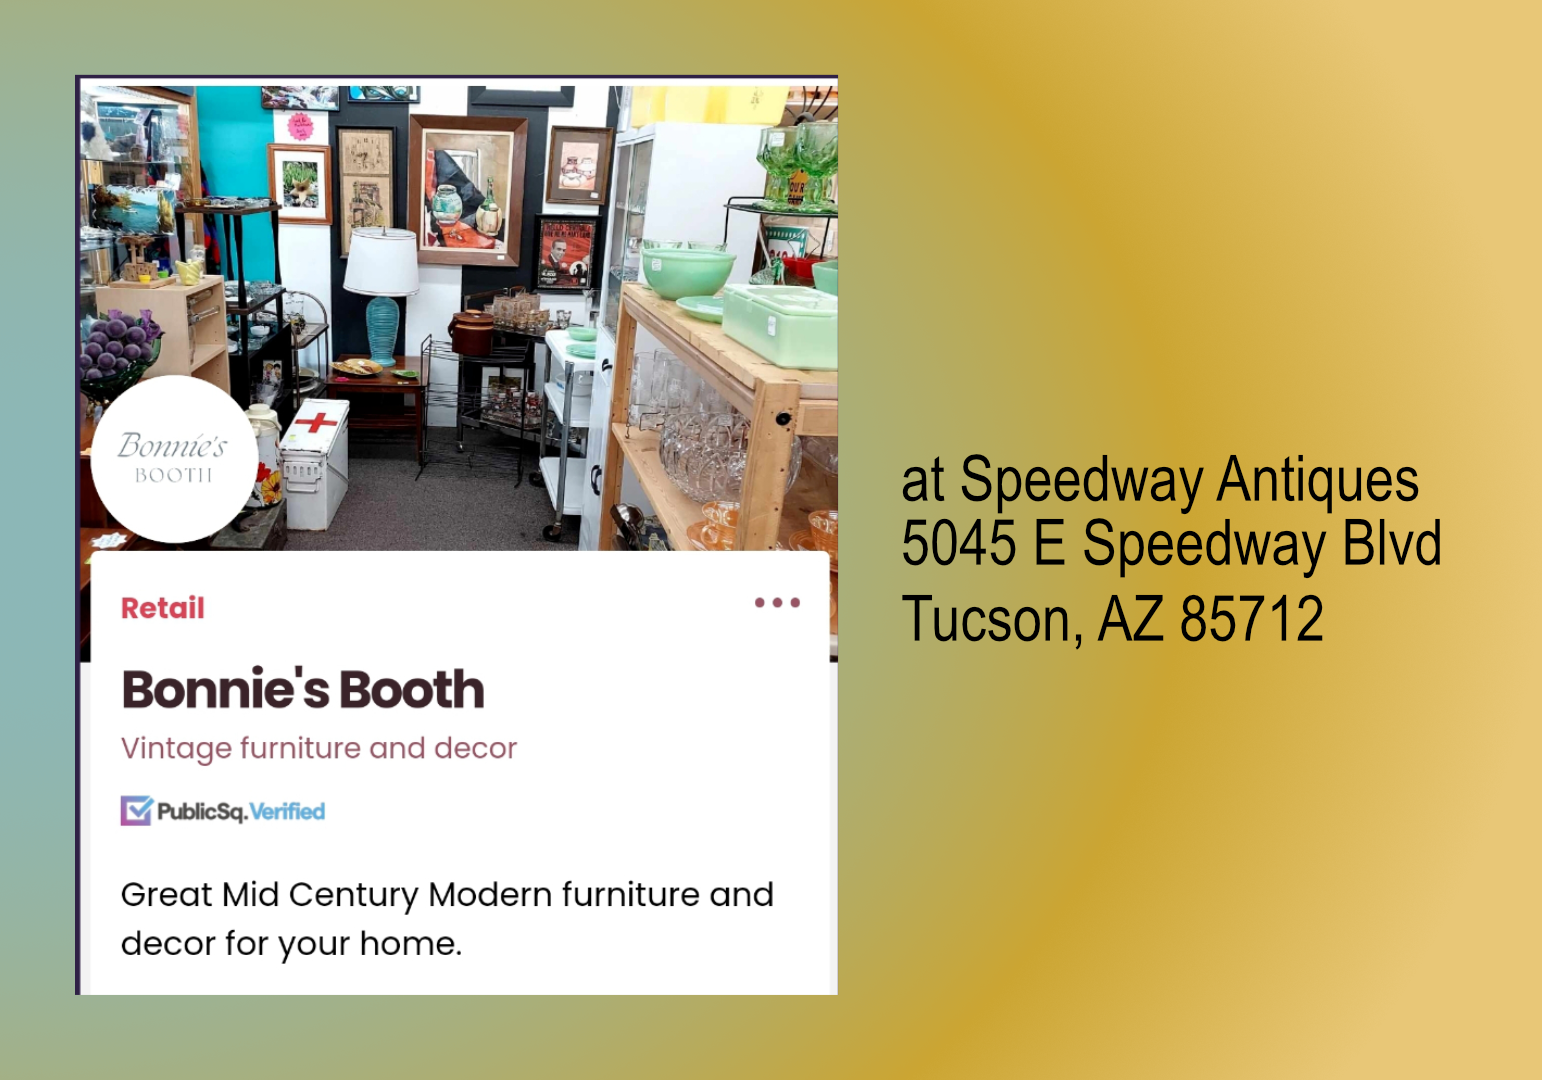 Bonnie's
BOOTH
Retail
Bonnie's Booth
Vintage furniture and decor
PublicSq. Verified
Great Mid Century Modern furniture and
decor for your home.
at Speedway Antiques
5045 E Speedway Blvd
Tucson, AZ 85712